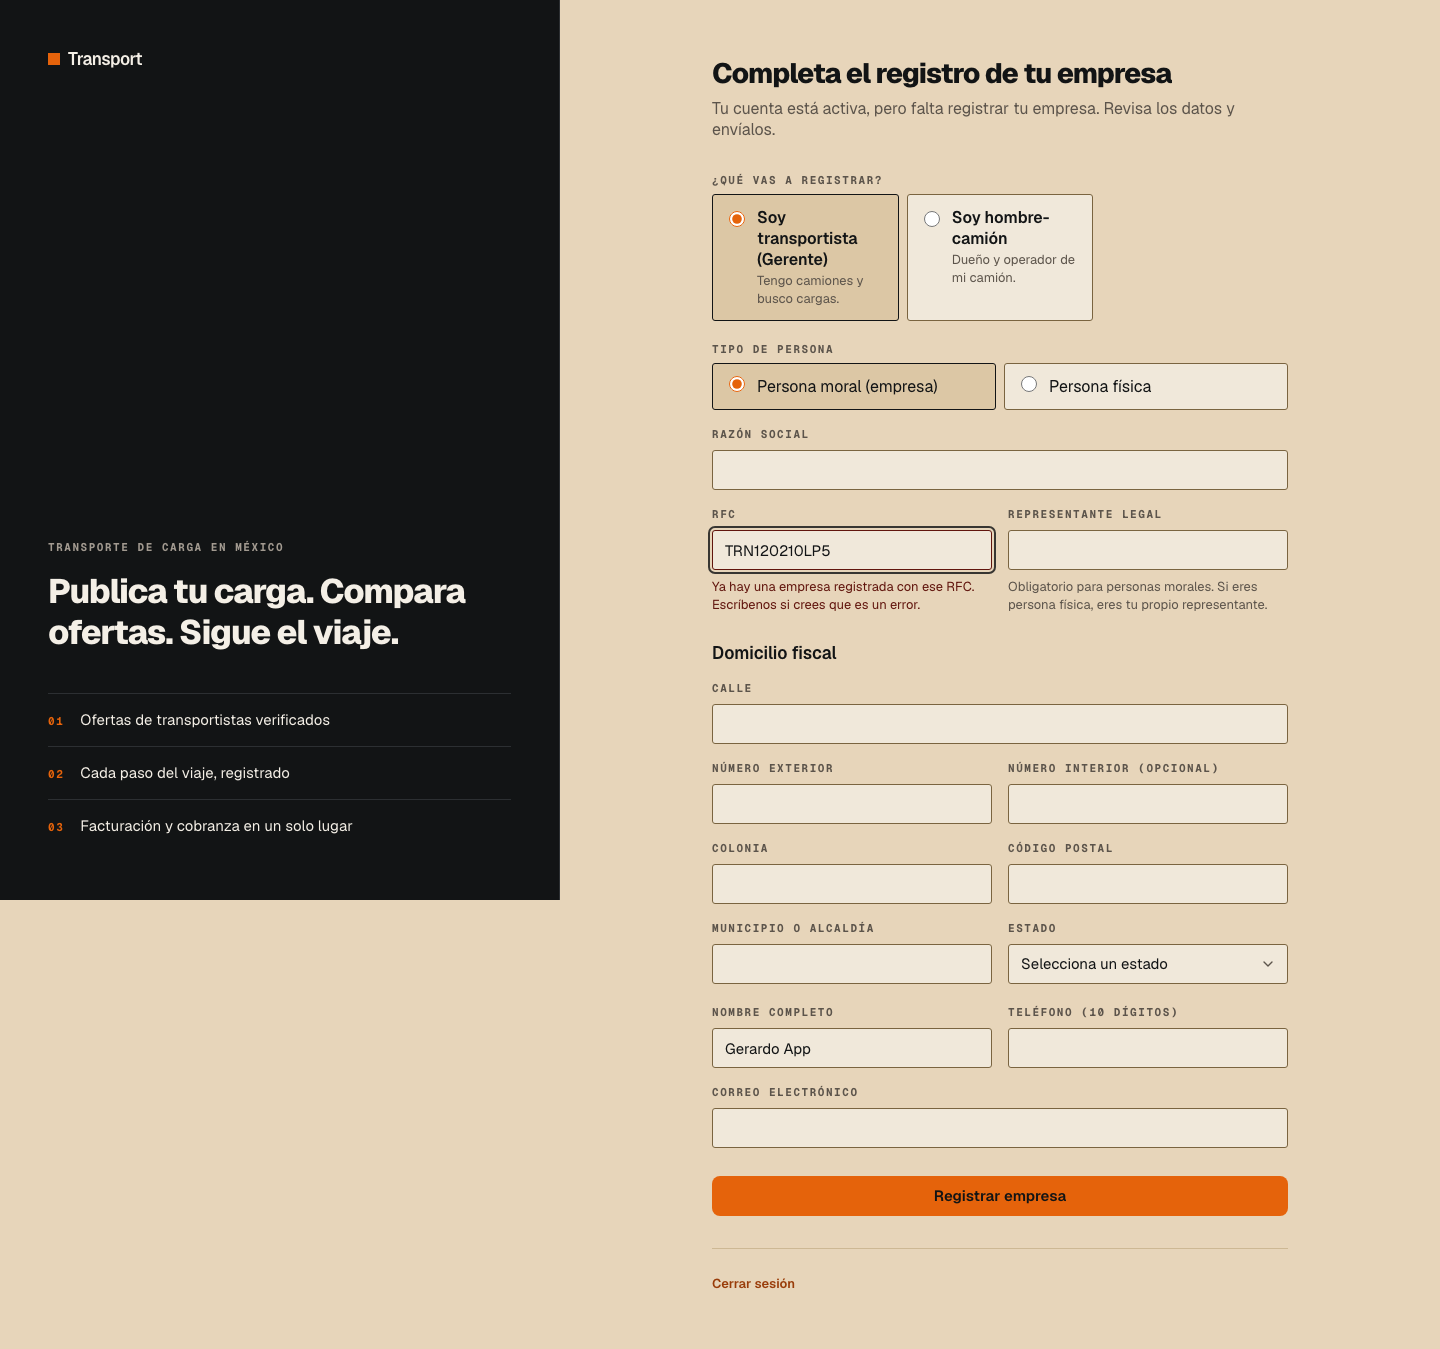 Transport
TRANSPORTE DE CARGA EN MÉXICO
Publica tu carga. Compara
ofertas. Sigue el viaje.
01 Ofertas de transportistas verificados
02 Cada paso del viaje, registrado
03 Facturación y cobranza en un solo lugar
Completa el registro de tu empresa
Tu cuenta está activa, pero falta registrar tu empresa. Revisa los datos y
envíalos.
¿QUÉ VAS A REGISTRAR?
Soy
transportista
(Gerente)
Tengo camiones y
busco cargas.
Soy hombre-
camión
Dueño y operador de
mi camión.
TIPO DE PERSONA
Persona moral (empresa)
Persona física
RAZÓN SOCIAL
RFC
TRN120210LP5
Ya hay una empresa registrada con ese RFC.
Escríbenos si crees que es un error.
REPRESENTANTE LEGAL
Obligatorio para personas morales. Si eres
persona física, eres tu propio representante.
Domicilio fiscal
CALLE
NÚMERO EXTERIOR
NÚMERO INTERIOR (OPCIONAL)
COLONIA
CÓDIGO POSTAL
MUNICIPIO O ALCALDÍA
ESTADO
Selecciona un estado
NOMBRE COMPLETO
Gerardo App
TELÉFONO (10 DÍGITOS)
CORREO ELECTRÓNICO
Registrar empresa
Cerrar sesión